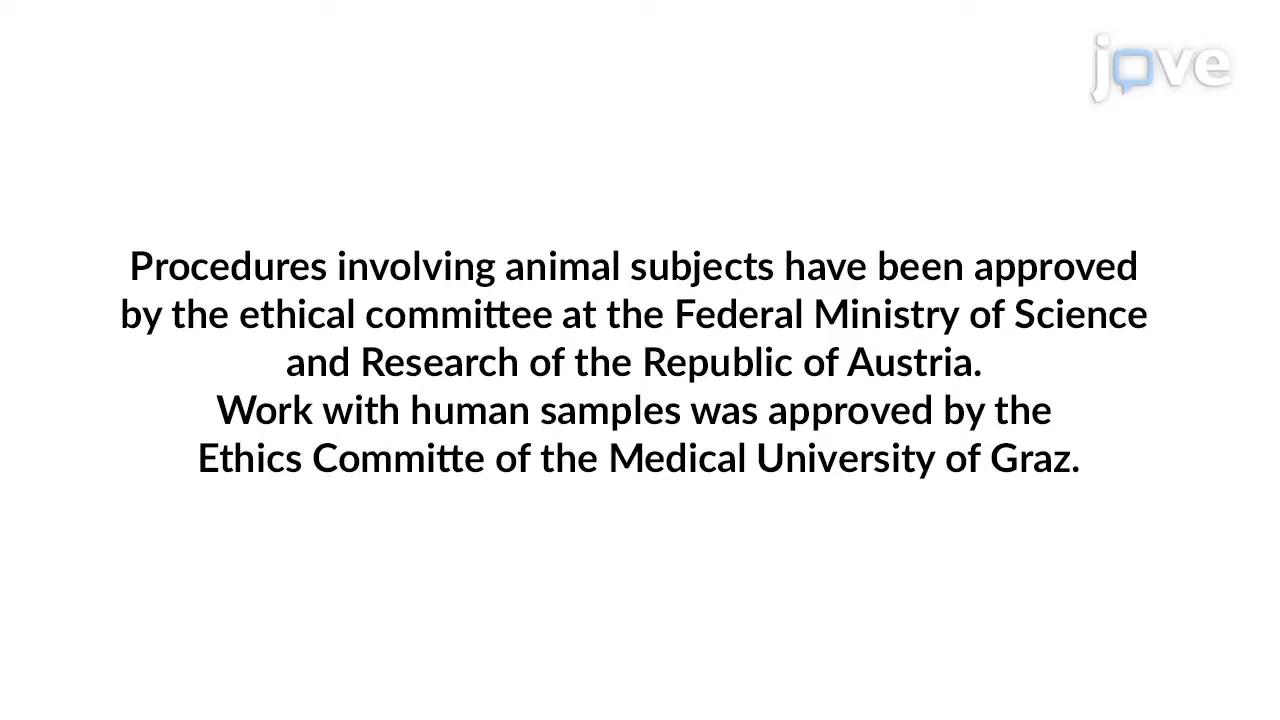 jove
Procedures involving animal subjects have been approved
by the ethical committee at the Federal Ministry of Science
and Research of the Republic of Austria.
Work with human samples was approved by the
Ethics Committe of the Medical University of Graz.